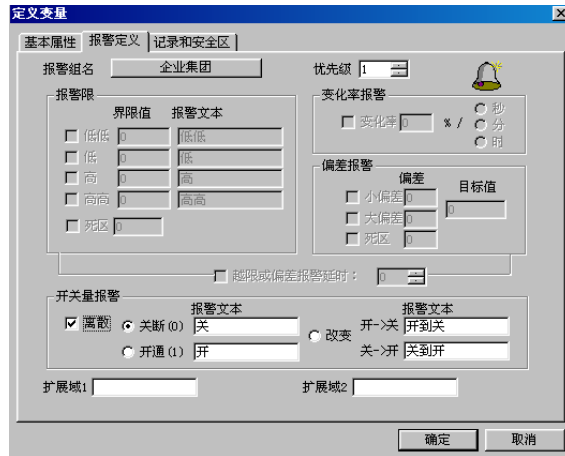 定义变量
基本属性 报警定义 记录和安全区
报警组名 企业集团 优先级 1
报警限
界限值 报警文本
低低 0 低低
低 0 低
高 0 高
高高 0 高高
死区 0
变化率报警
变化率 0 % / 秒
分
时
偏差报警
偏差 目标值
小偏差 0
大偏差 0
死区 0
0
越限或偏差报警延时： 0
开关量报警
报警文本 报警文本
离散 关断(0) 关
开通(1) 开
改变 开->关 开到关
关->开 关到开
扩展域1 扩展域2
确定 取消